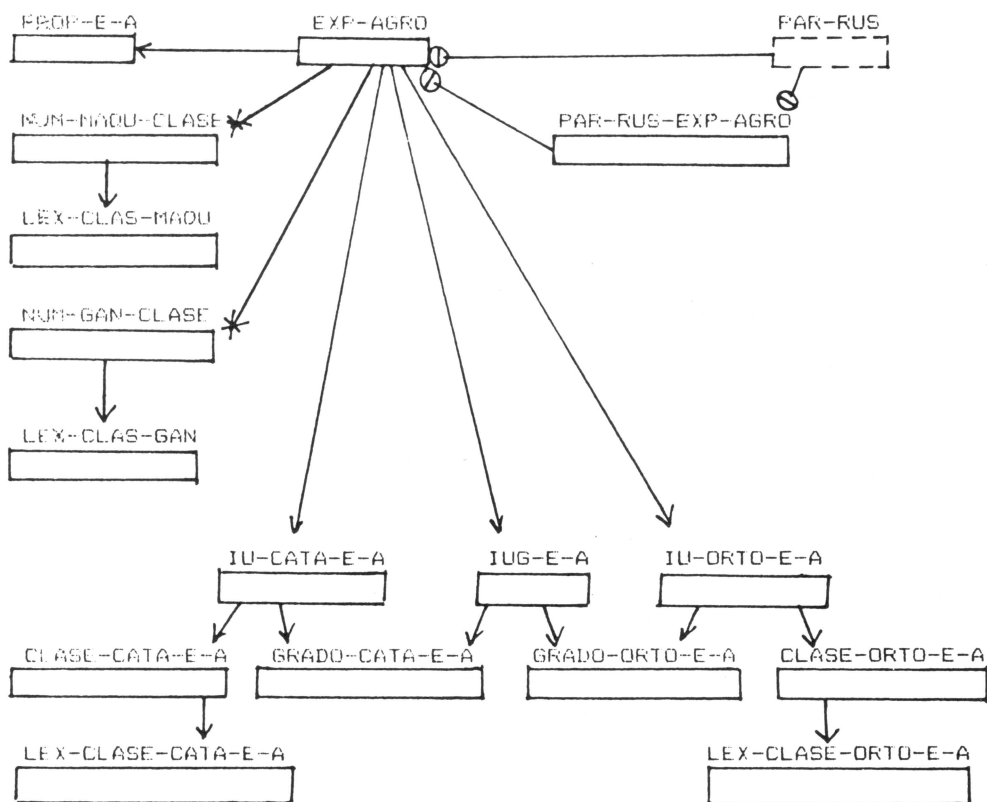 PROP-E-A
EXP-AGRO
PAR-RUS
NUM-MAQU-CLASE
PAR-RUS-EXP-AGRO
LEX-CLAS-MAQU
NUM-GAN-CLASE
LEX-CLAS-GAN
IU-CATA-E-A
IUG-E-A
IU-ORTO-E-A
CLASE-CATA-E-A
GRADO-CATA-E-A
GRADO-ORTO-E-A
CLASE-ORTO-E-A
LEX-CLASE-CATA-E-A
LEX-CLASE-ORTO-E-A